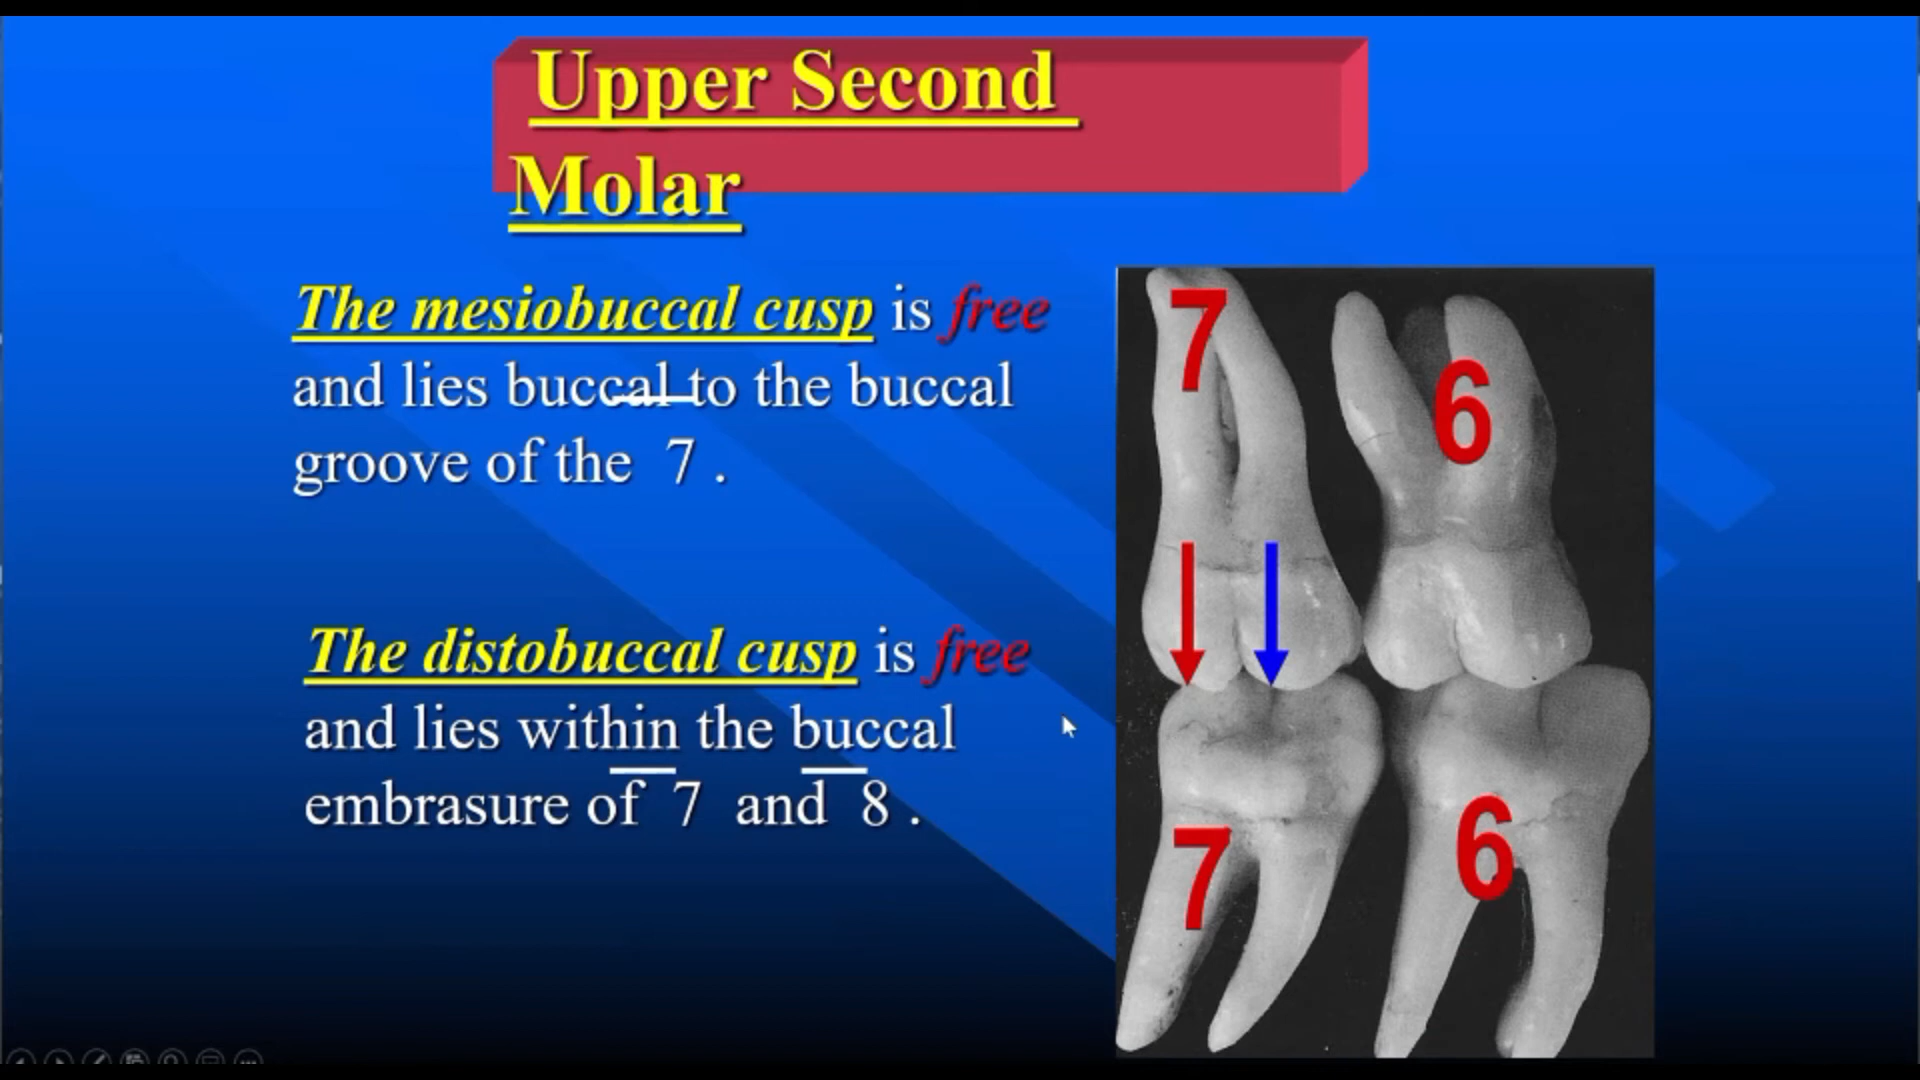 Upper Second
Molar
The mesiobuccal cusp is free
and lies buccal to the buccal
groove of the 7 .
The distobuccal cusp is free
and lies within the buccal
embrasure of 7 and 8 .
7
6
7
6